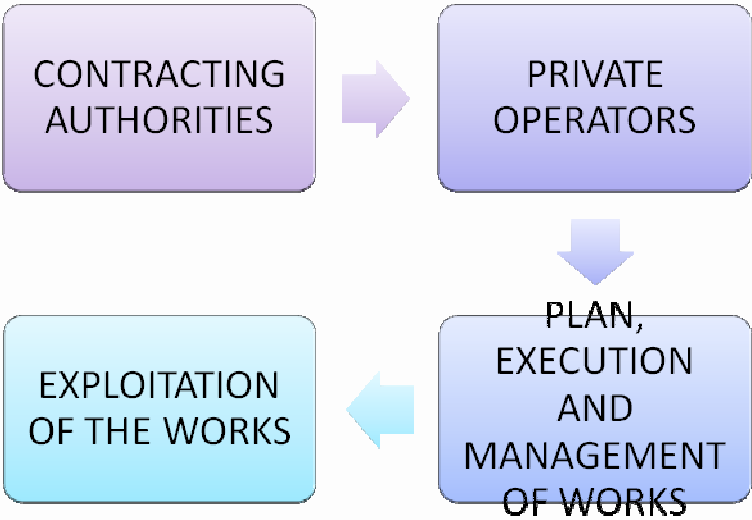 CONTRACTING
AUTHORITIES
PRIVATE
OPERATORS
PLAN,
EXECUTION
AND
MANAGEMENT
OF WORKS
EXPLOITATION
OF THE WORKS